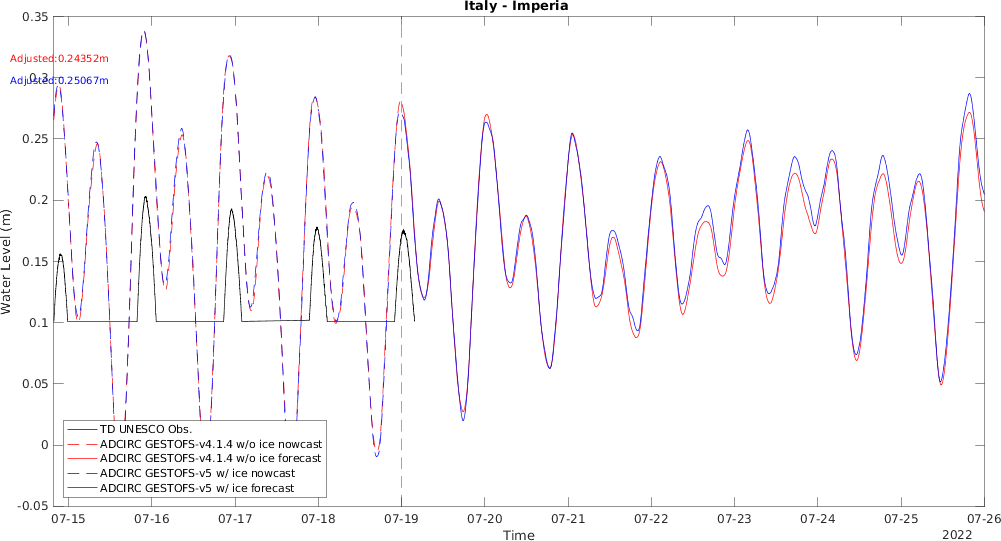 Italy - Imperia
0.35
Adjusted:0.24352m
0.3
Adjusted:0.25067m
0.25
0.2
0.15
0.1
0.05
0
-0.05
Water Level (m)
TD UNESCO Obs.
ADCIRC GESTOFS-v4.1.4 w/o ice nowcast
ADCIRC GESTOFS-v4.1.4 w/o ice forecast
ADCIRC GESTOFS-v5 w/ ice nowcast
ADCIRC GESTOFS-v5 w/ ice forecast
07-15 07-16 07-17 07-18 07-19 07-20 07-21 07-22 07-23 07-24 07-25 07-26
Time
2022